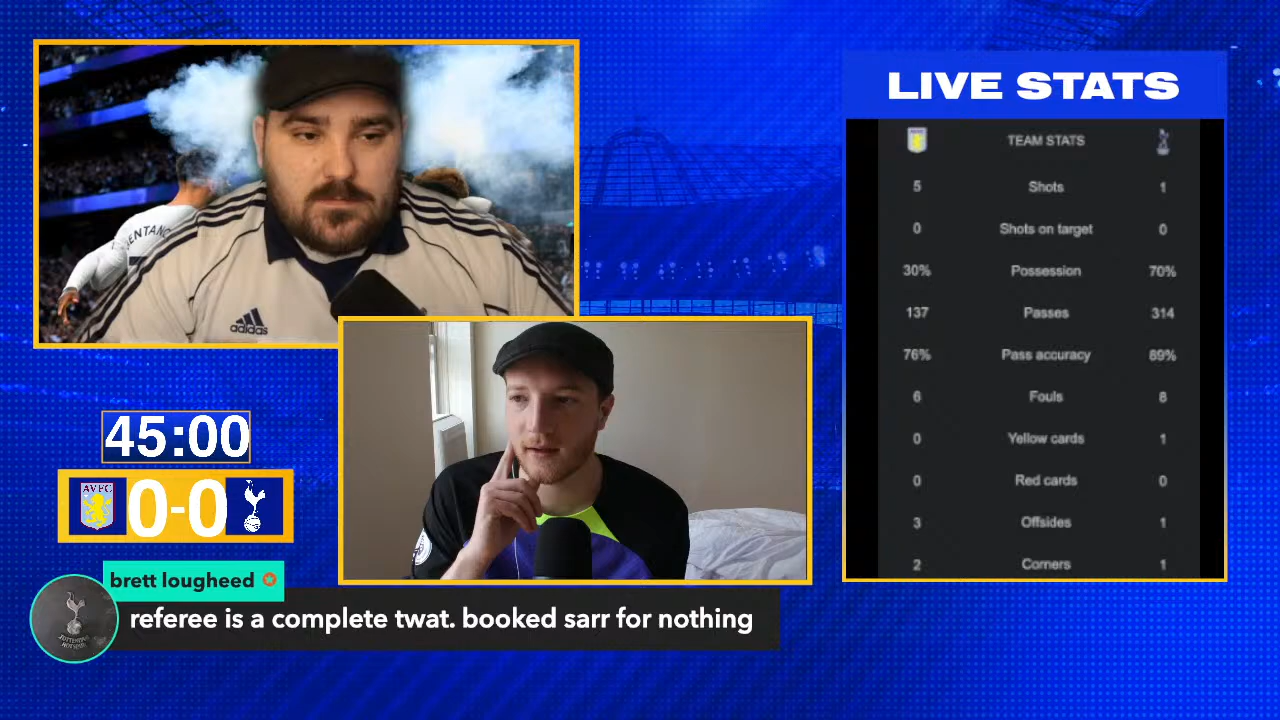 LIVE STATS
TEAM STATS
5 Shots 1
0 Shots on target 0
30% Possession 70%
137 Passes 314
76% Pass accuracy 89%
6 Fouls 8
0 Yellow cards 1
0 Red cards 0
3 Offsides 1
2 Corners 1
adidas
45:00
AVFC
0-0
brett lougheed
referee is a complete twat. booked sarr for nothing